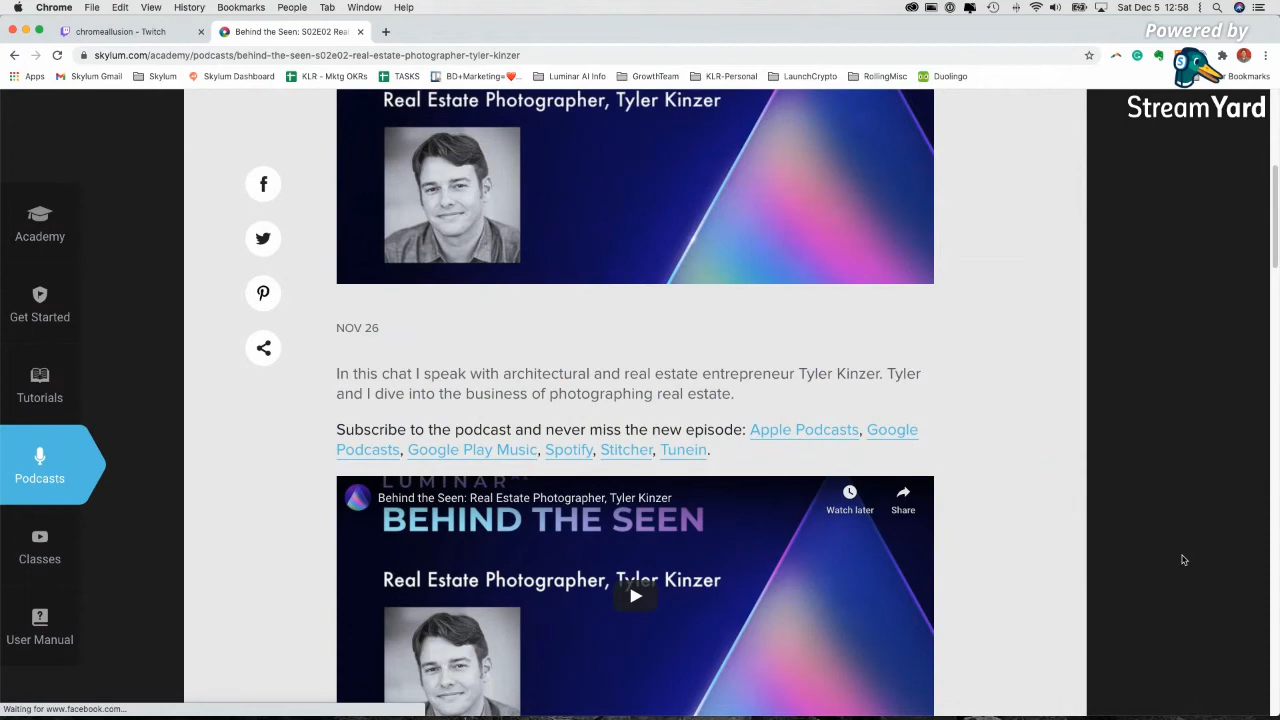 Chrome File Edit View History Bookmarks People Tab Window Help
Sat Dec 5 12:58
chromeallusion - Twitch
Behind the Seen: S02E02 Rea
Powered by
skylum.com/academy/podcasts/behind-the-seen-s02e02-real-estate-photographer-tyler-kinzer
Apps Skylum Gmail Skylum Skylum Dashboard KLR - Mktg OKRs TASKS BD+Marketing=❤️... Luminar AI Info GrowthTeam KLR-Personal LaunchCrypto RollingMisc Duolingo Bookmarks
StreamYard
Real Estate Photographer, Tyler Kinzer
Academy
Get Started
Tutorials
Podcasts
Classes
User Manual
NOV 26
In this chat I speak with architectural and real estate entrepreneur Tyler Kinzer. Tyler
and I dive into the business of photographing real estate.
Subscribe to the podcast and never miss the new episode: Apple Podcasts, Google
Podcasts, Google Play Music, Spotify, Stitcher, Tunein.
LUMINAR AI
Behind the Seen: Real Estate Photographer, Tyler Kinzer
Watch later
Share
BEHIND THE SEEN
Real Estate Photographer, Tyler Kinzer
Waiting for www.facebook.com...